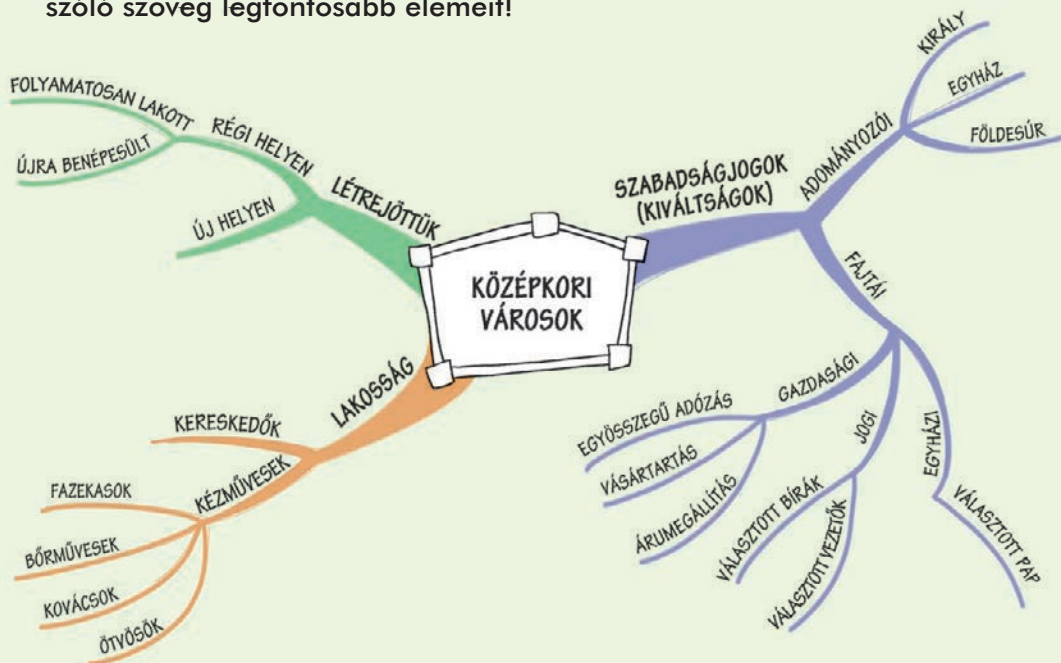 szóló szöveg legfontosabb elemeit!
FOLYAMATOSAN LAKOTT
ÚJRA BENÉPESÜLT
RÉGI HELYEN
ÚJ HELYEN
LÉTREJÖTTÜK
KÖZÉPKORI
VÁROSOK
SZABADSÁGJOGOK
(KIVÁLTSÁGOK)
ADOMÁNYOZÓI
KIRÁLY
EGYHÁZ
FÖLDESÚR
FAJTÁI
GAZDASÁGI
EGYÖSSZEGŰ ADÓZÁS
VÁSÁRTARTÁS
ÁRUMEGÁLLÍTÁS
JOGI
VÁLASZTOTT BÍRÁK
VÁLASZTOTT VEZETŐK
EGYHÁZI
VÁLASZTOTT PAP
LAKOSSÁG
KERESKEDŐK
KÉZMŰVESEK
FAZEKASOK
BŐRMŰVESEK
KOVÁCSOK
ÖTVÖSÖK